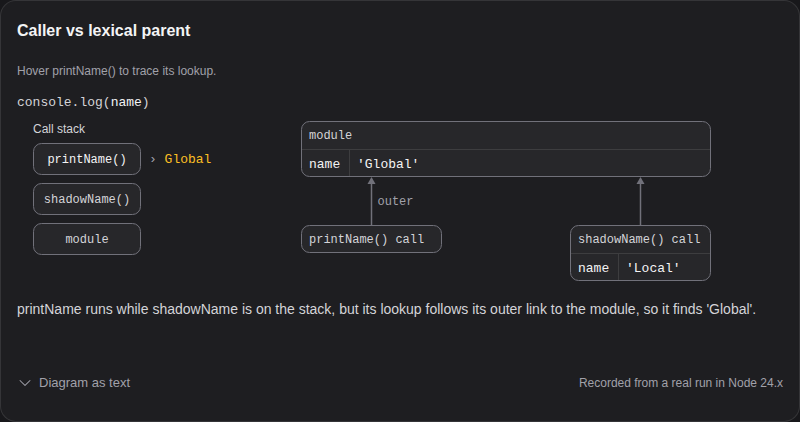 Caller vs lexical parent
Hover printName() to trace its lookup.
console.log(name)
Call stack
printName() › Global
shadowName()
module
module
name 'Global'
outer
printName() call
shadowName() call
name 'Local'
printName runs while shadowName is on the stack, but its lookup follows its outer link to the module, so it finds 'Global'.
Diagram as text
Recorded from a real run in Node 24.x